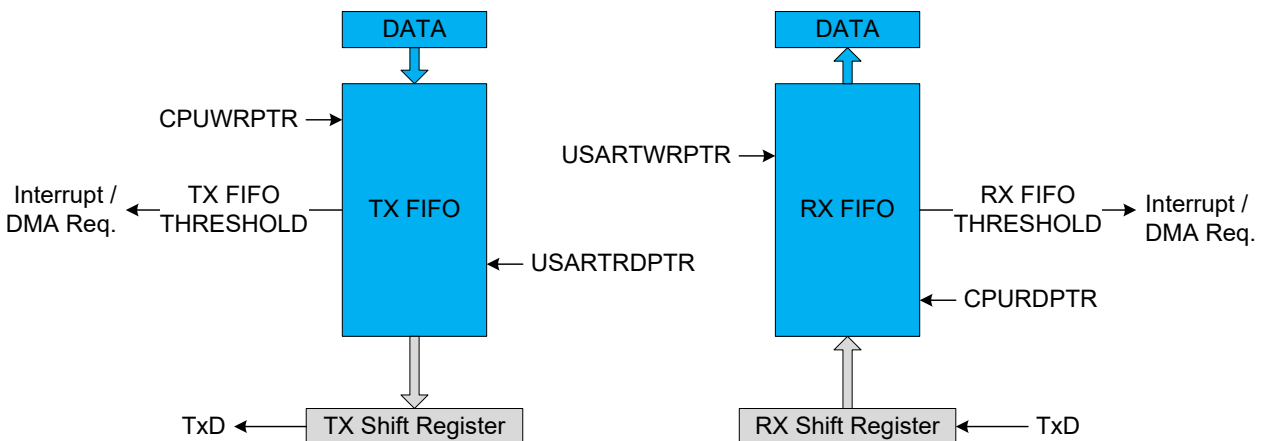 DATA
DATA
CPUWRPTR
USARTWRPTR
Interrupt /
DMA Req.
TX FIFO
THRESHOLD
TX FIFO
RX FIFO
RX FIFO
THRESHOLD
Interrupt /
DMA Req.
USARTRDPTR
CPURDPTR
TxD
TX Shift Register
RX Shift Register
TxD